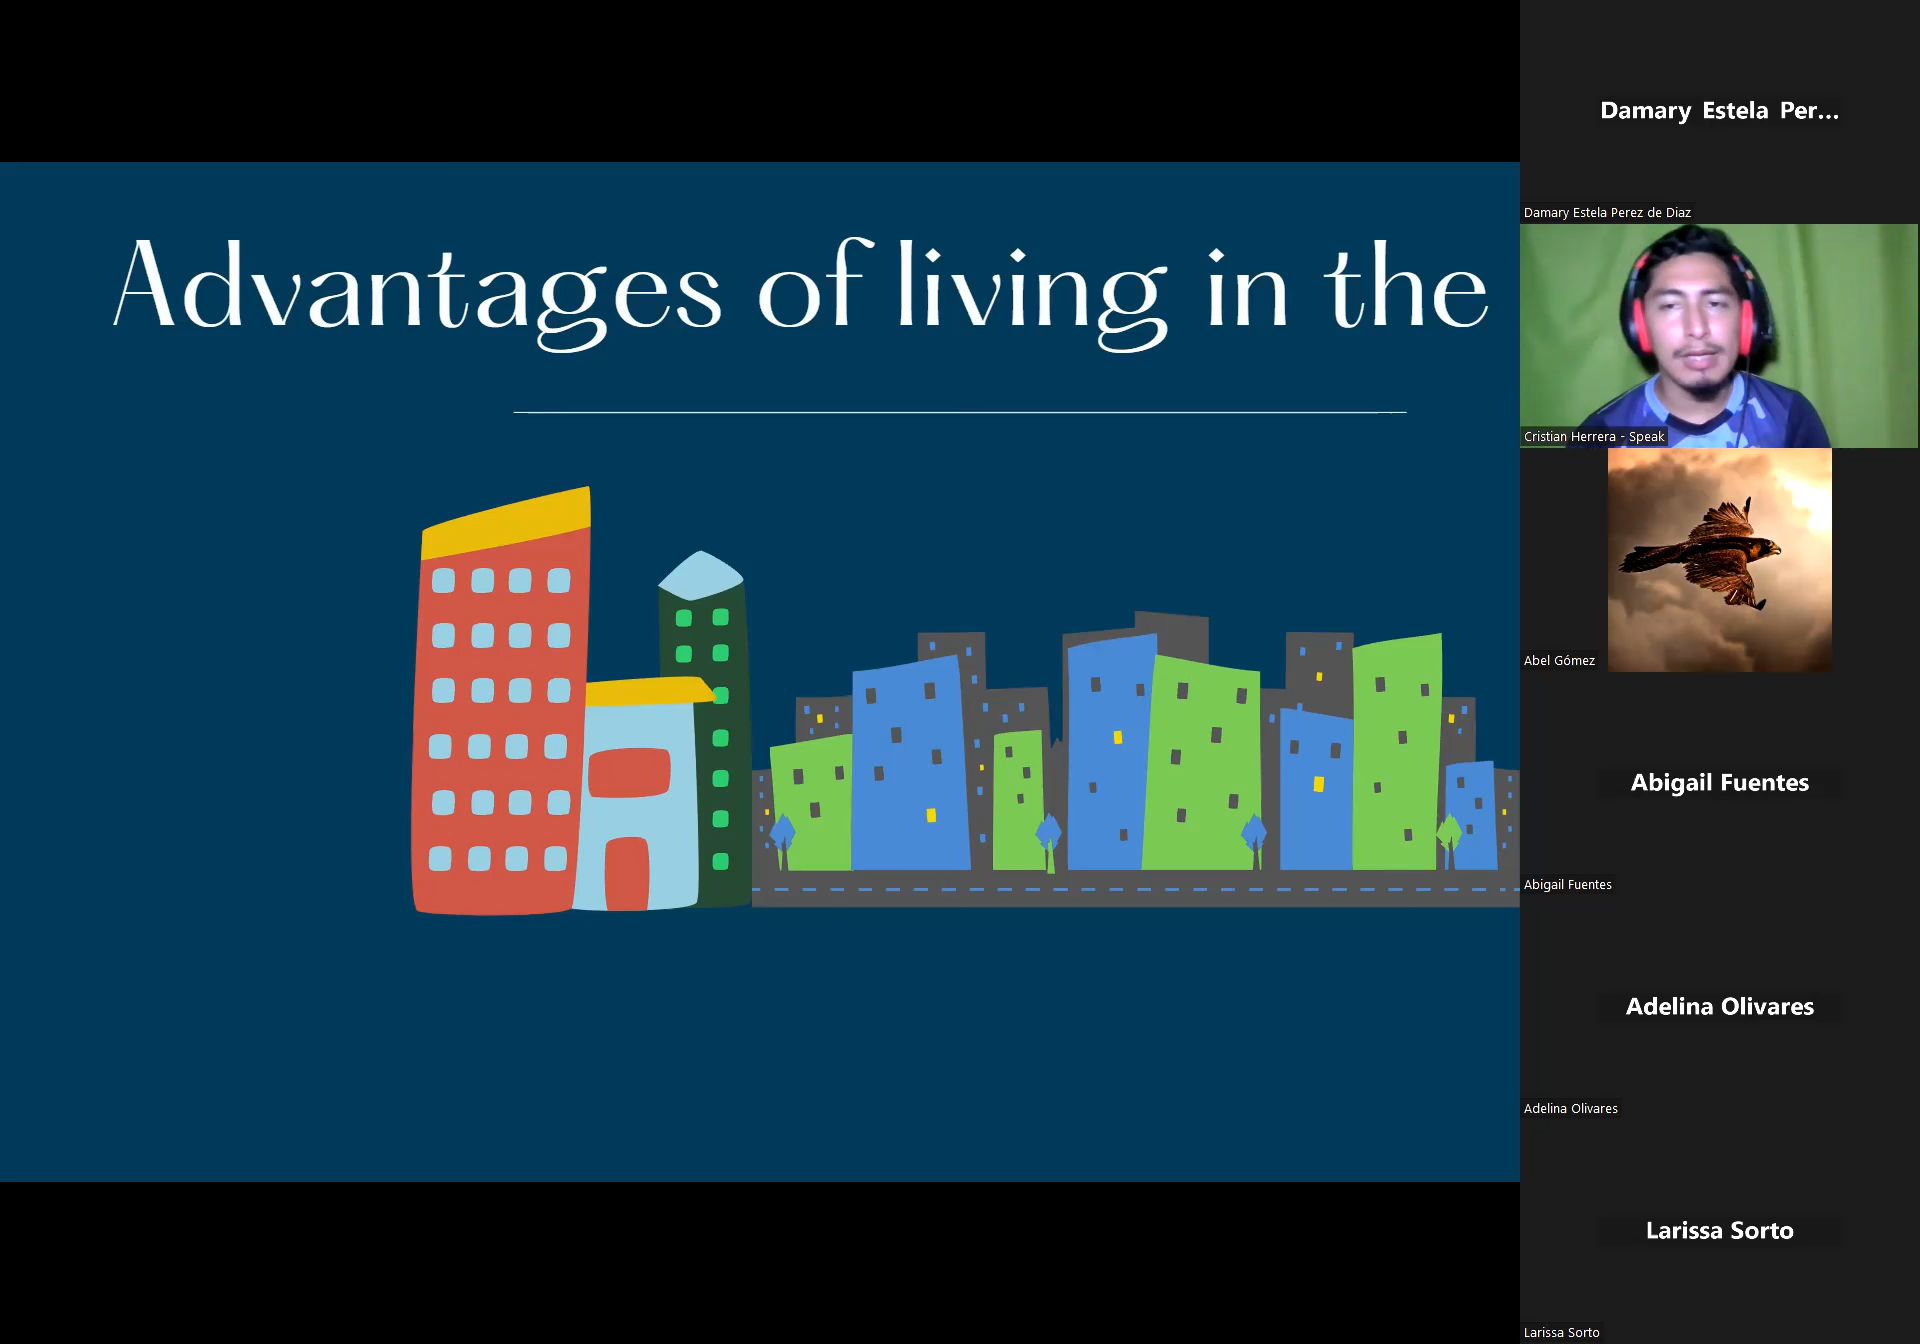 Advantages of living in the
Damary Estela Per...
Damary Estela Perez de Diaz
Cristian Herrera - Speak
Abel Gómez
Abigail Fuentes
Abigail Fuentes
Adelina Olivares
Adelina Olivares
Larissa Sorto
Larissa Sorto